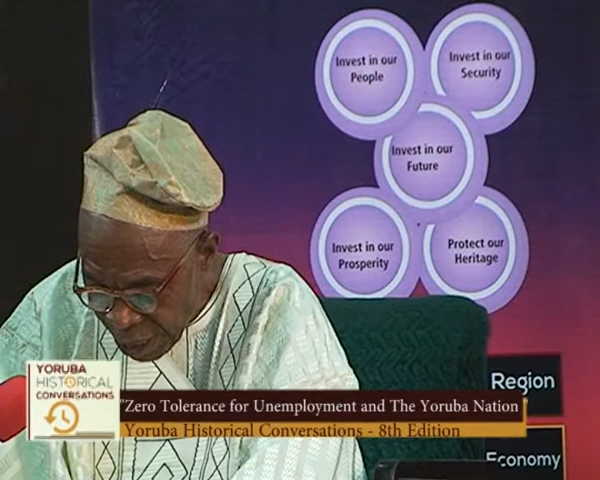 Invest in our
People
Invest in our
Security
Invest in our
Future
Invest in our
Prosperity
Protect our
Heritage
Region
Economy
YORUBA
HISTORICAL
CONVERSATIONS
"Zero Tolerance for Unemployment and The Yoruba Nation
Yoruba Historical Conversations - 8th Edition